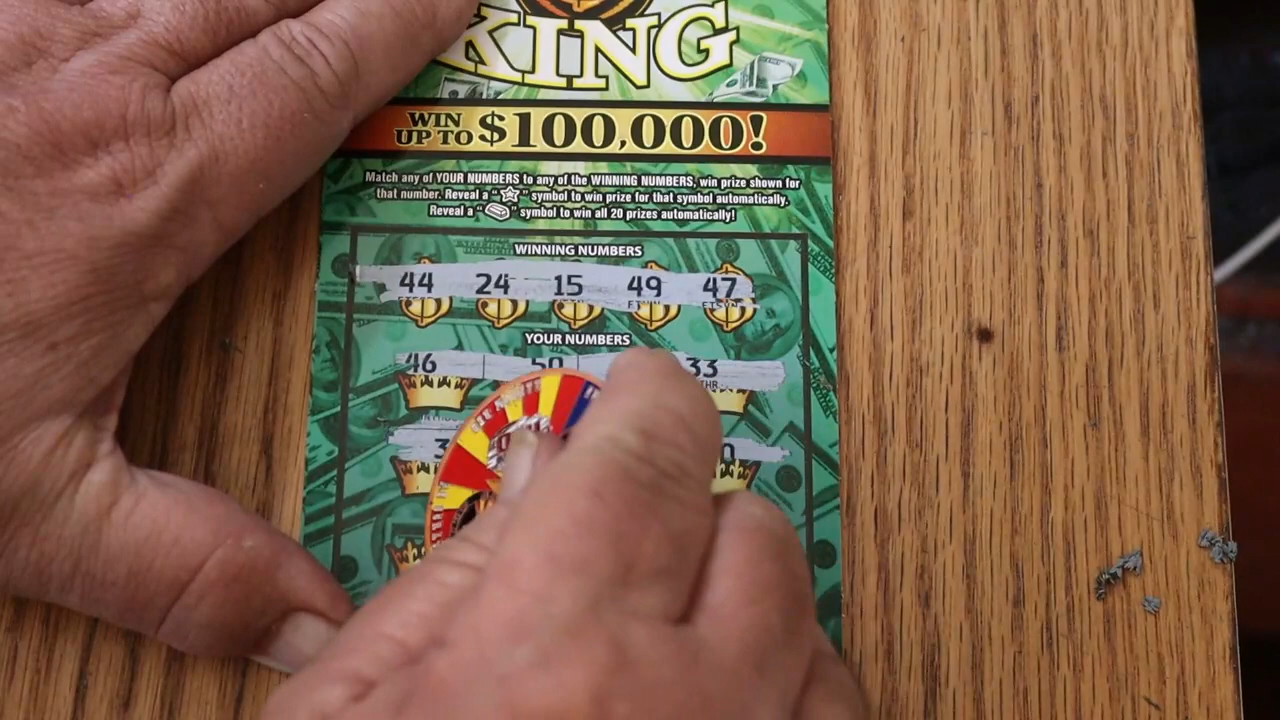 KING
WIN
UP TO $100,000!
Match any of YOUR NUMBERS to any of the WINNING NUMBERS, win prize shown for
that number. Reveal a " " symbol to win prize for that symbol automatically.
Reveal a " " symbol to win all 20 prizes automatically!
WINNING NUMBERS
44 24 15 49 47
YOUR NUMBERS
46 50 33
THR